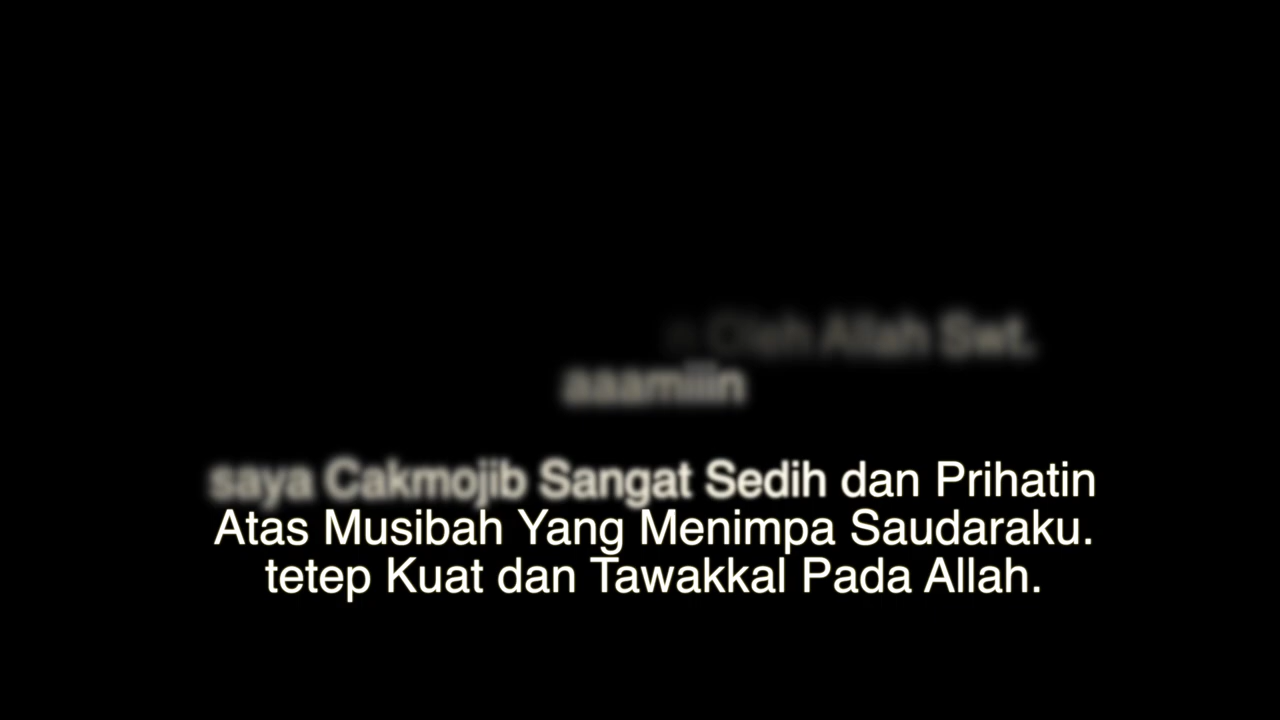 Oleh Allah Swt.
aaamiiin
saya Cakmojib Sangat Sedih dan Prihatin
Atas Musibah Yang Menimpa Saudaraku.
tetep Kuat dan Tawakkal Pada Allah.